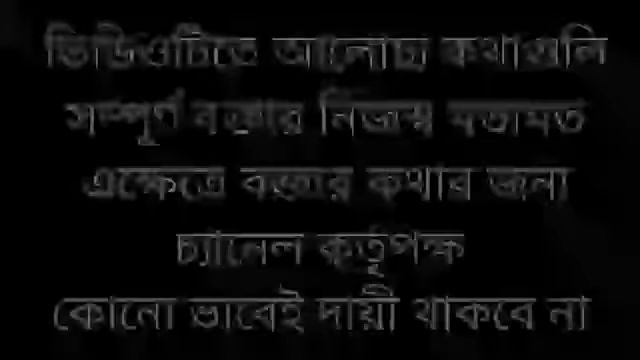 ভিডিওটিতে আলোচ্য কথাগুলি
সম্পূর্ণ বক্তার নিজস্ব মতামত
এক্ষেত্রে বক্তার কথার জন্য
চ্যানেল কর্তৃপক্ষ
কোনো ভাবেই দায়ী থাকবে না